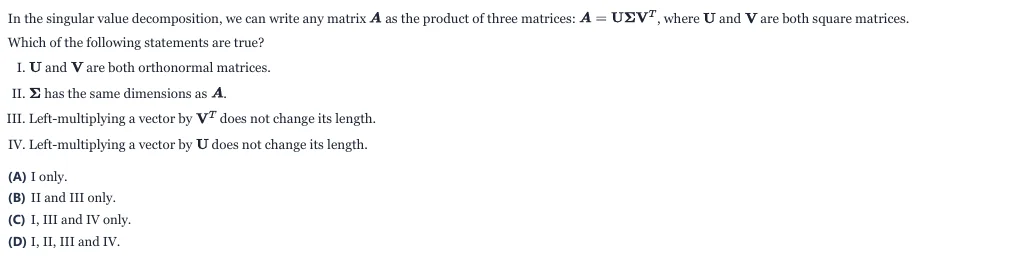 In the singular value decomposition, we can write any matrix A as the product of three matrices: A = UΣVᵀ, where U and V are both square matrices.
Which of the following statements are true?
I. U and V are both orthonormal matrices.
II. Σ has the same dimensions as A.
III. Left-multiplying a vector by Vᵀ does not change its length.
IV. Left-multiplying a vector by U does not change its length.
(A) I only.
(B) II and III only.
(C) I, III and IV only.
(D) I, II, III and IV.